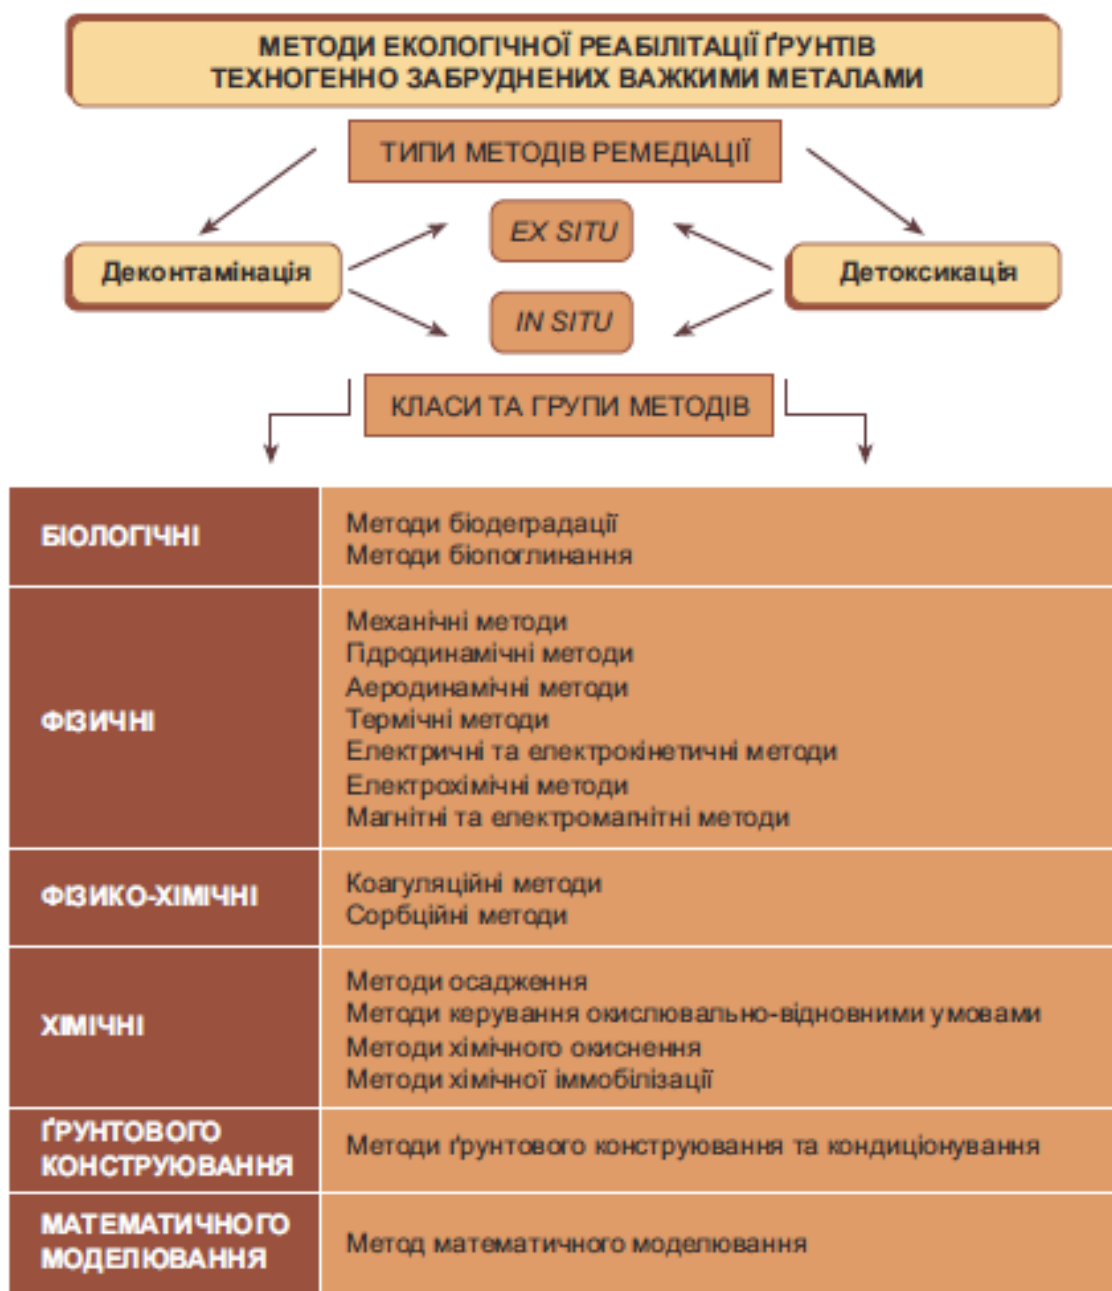 МЕТОДИ ЕКОЛОГІЧНОЇ РЕАБІЛІТАЦІЇ ҐРУНТІВ
ТЕХНОГЕННО ЗАБРУДНЕНИХ ВАЖКИМИ МЕТАЛАМИ
ТИПИ МЕТОДІВ РЕМЕДІАЦІЇ
EX SITU
Деконтамінація
Детоксикація
IN SITU
КЛАСИ ТА ГРУПИ МЕТОДІВ
БІОЛОГІЧНІ
Методи біодеградації
Методи біопоглинання
ФІЗИЧНІ
Механічні методи
Гідродинамічні методи
Аеродинамічні методи
Термічні методи
Електричні та електрокінетичні методи
Електрохімічні методи
Магнітні та електромагнітні методи
ФІЗИКО-ХІМІЧНІ
Коагуляційні методи
Сорбційні методи
ХІМІЧНІ
Методи осадження
Методи керування окислювально-відновними умовами
Методи хімічного окиснення
Методи хімічної іммобілізації
ҐРУНТОВОГО
КОНСТРУЮВАННЯ
Методи ґрунтового конструювання та кондиціонування
МАТЕМАТИЧНОГО
МОДЕЛЮВАННЯ
Метод математичного моделювання